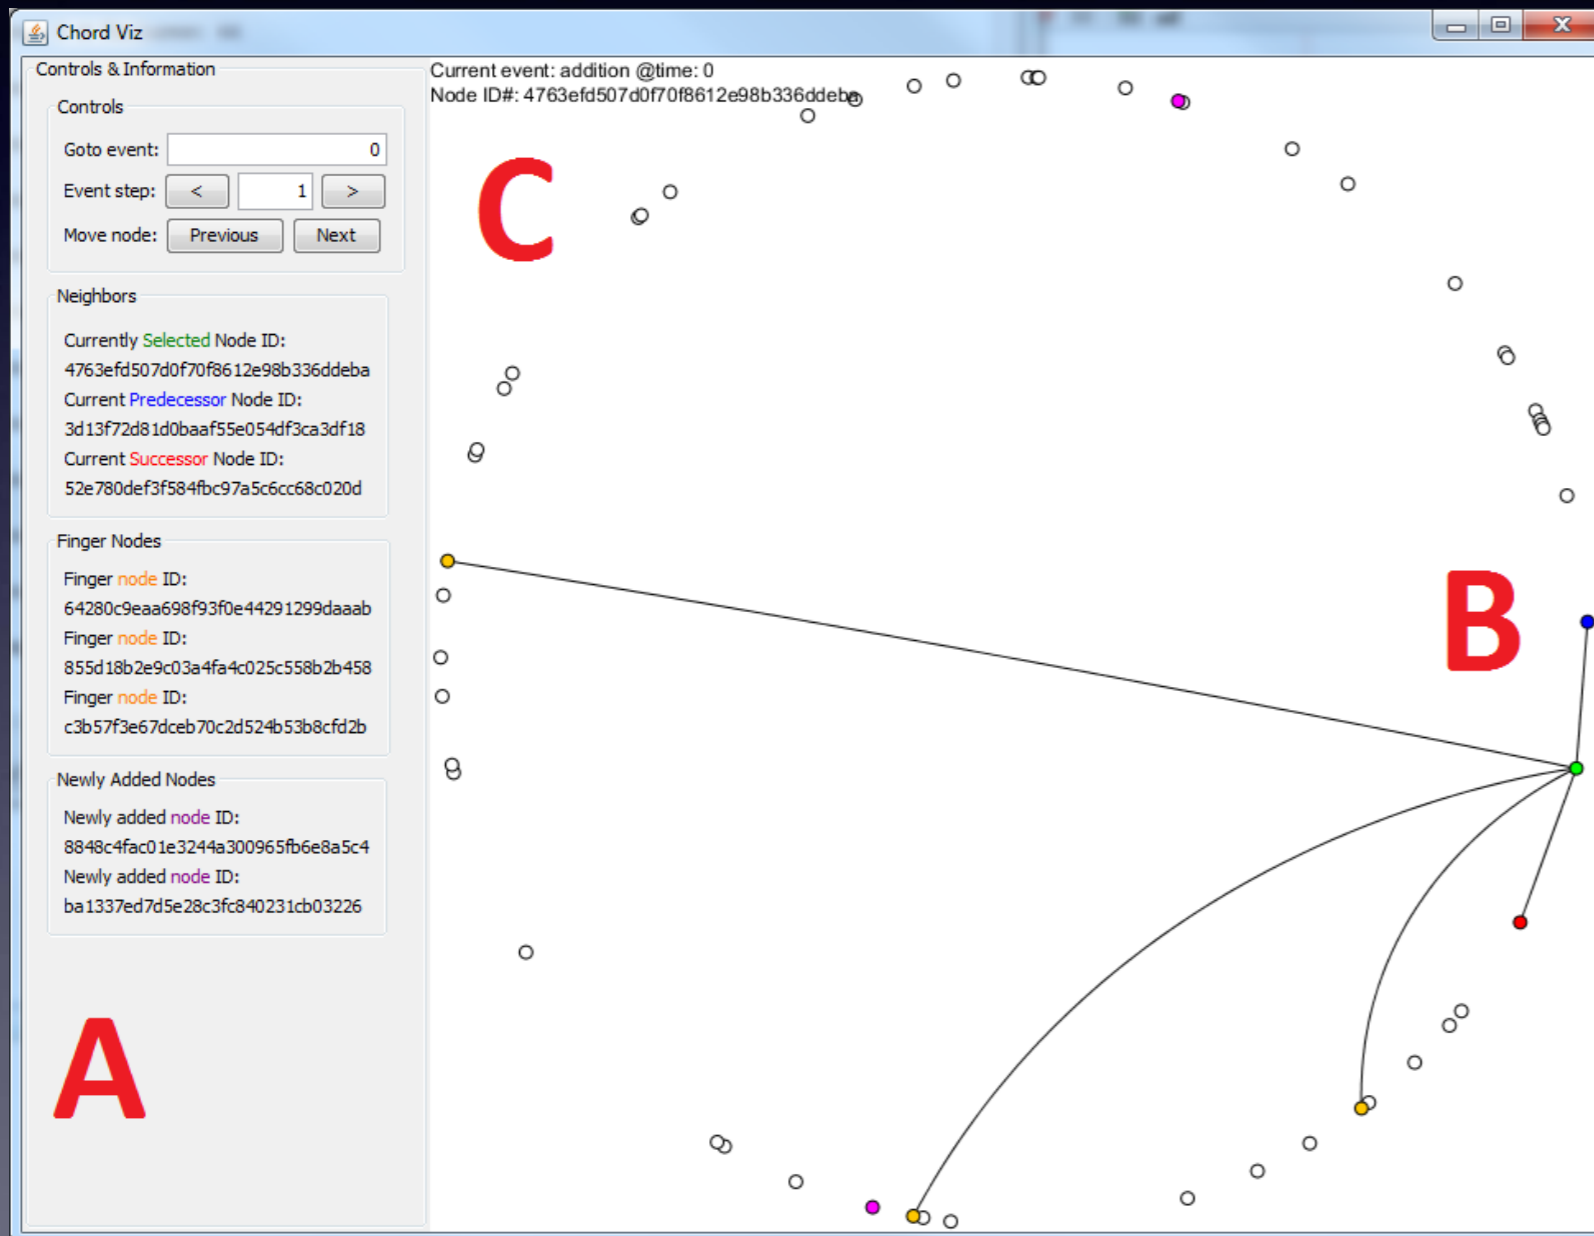 Chord Viz
Controls & Information
Controls
Goto event: 0
Event step: < 1 >
Move node: Previous Next
Neighbors
Currently Selected Node ID:
4763efd507d0f70f8612e98b336ddeba
Current Predecessor Node ID:
3d13f72d81d0baaf55e054df3ca3df18
Current Successor Node ID:
52e780def3f584fbc97a5c6cc68c020d
Finger Nodes
Finger node ID:
64280c9eaa698f93f0e44291299daaab
Finger node ID:
855d18b2e9c03a4fa4c025c558b2b458
Finger node ID:
c3b57f3e67dceb70c2d524b53b8cfd2b
Newly Added Nodes
Newly added node ID:
8848c4fac01e3244a300965fb6e8a5c4
Newly added node ID:
ba1337ed7d5e28c3fc840231cb03226
A
Current event: addition @time: 0
Node ID#: 4763efd507d0f70f8612e98b336ddeba
C
B